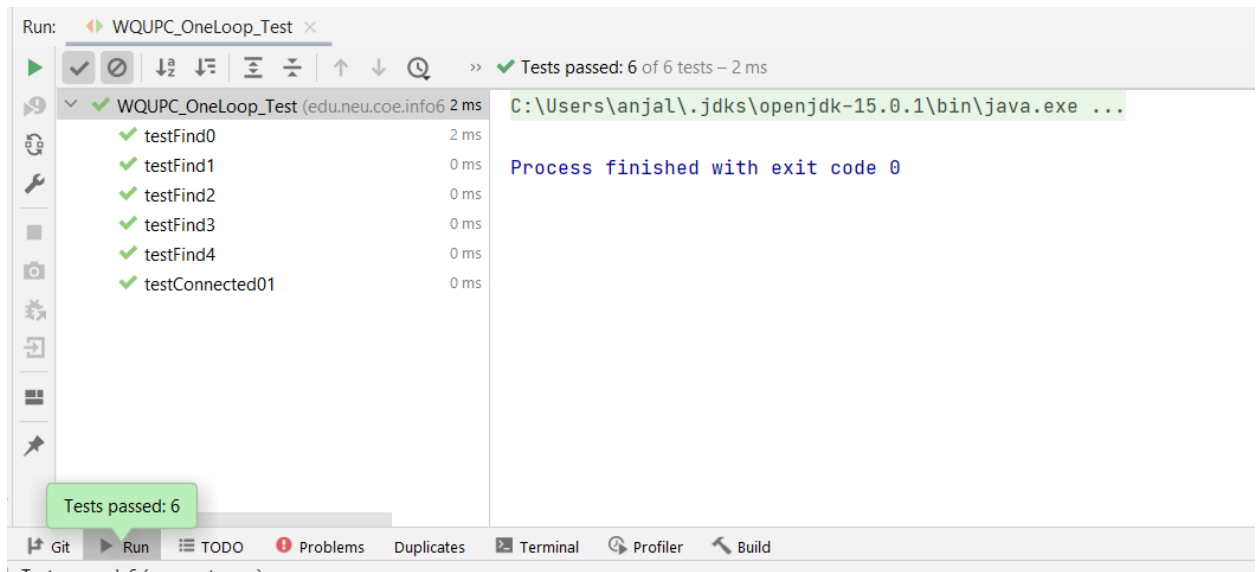 Run: WQUPC_OneLoop_Test
Tests passed: 6 of 6 tests – 2 ms
WQUPC_OneLoop_Test (edu.neu.coe.info6 2 ms
testFind0 2 ms
testFind1 0 ms
testFind2 0 ms
testFind3 0 ms
testFind4 0 ms
testConnected01 0 ms
C:\Users\anjal\.jdks\openjdk-15.0.1\bin\java.exe ...
Process finished with exit code 0
Tests passed: 6
Git Run TODO Problems Duplicates Terminal Profiler Build